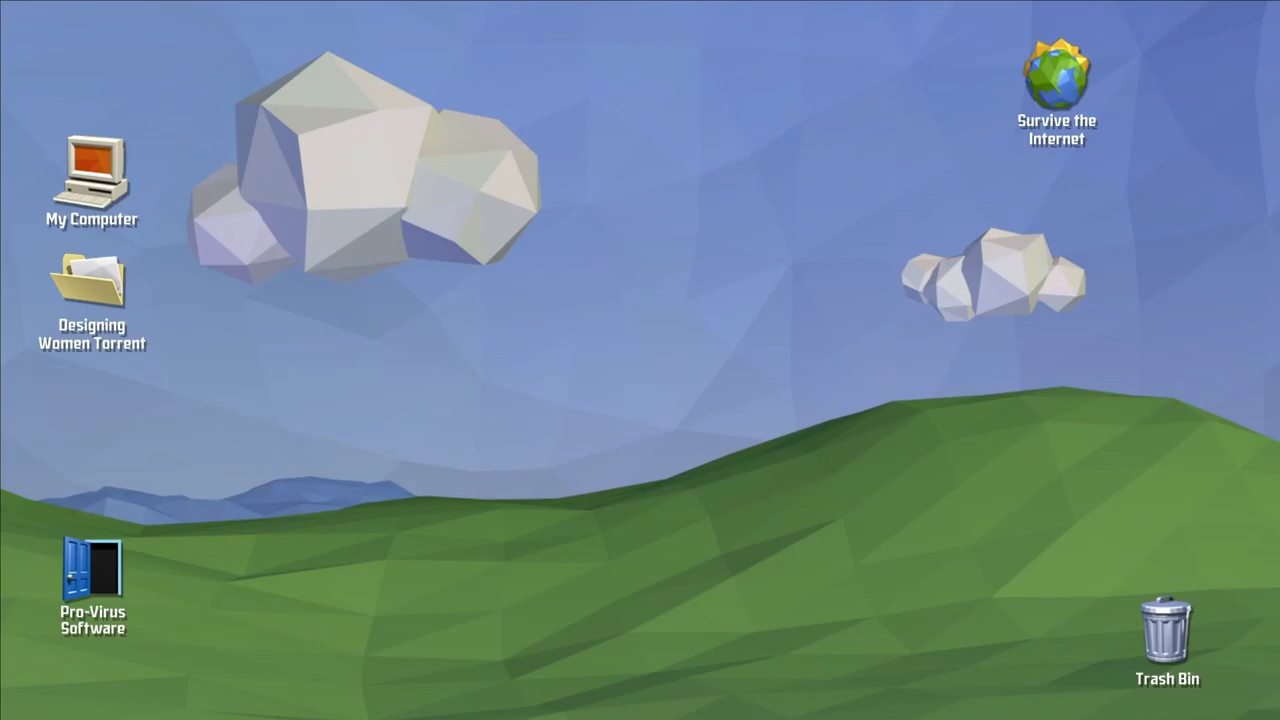 Survive the
Internet
My Computer
Designing
Women Torrent
Pro-Virus
Software
Trash Bin